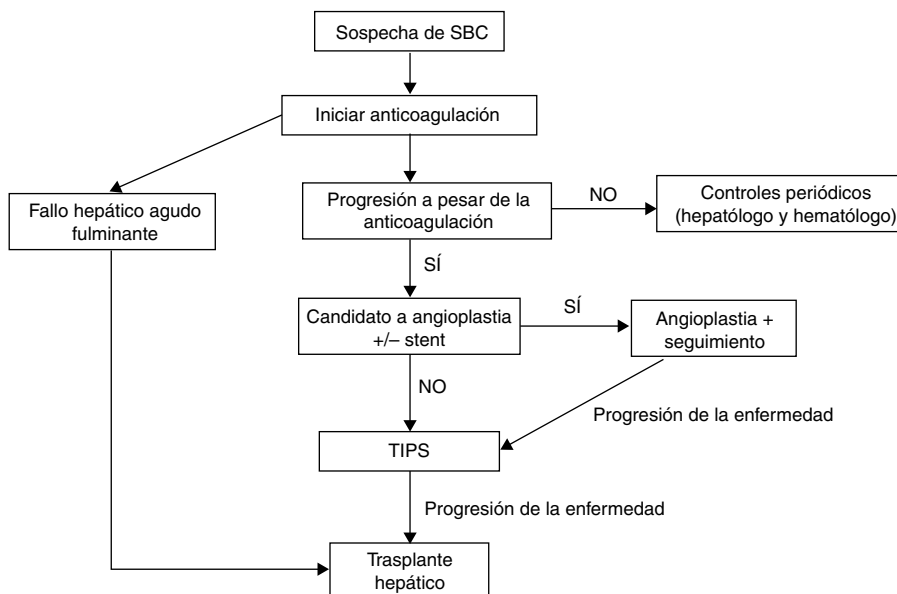 Sospecha de SBC
Iniciar anticoagulación
Fallo hepático agudo
fulminante
Progresión a pesar de la
anticoagulación
NO
Controles periódicos
(hepatólogo y hematólogo)
SÍ
Candidato a angioplastia
+/– stent
SÍ
Angioplastia +
seguimiento
NO
Progresión de la enfermedad
TIPS
Progresión de la enfermedad
Trasplante
hepático